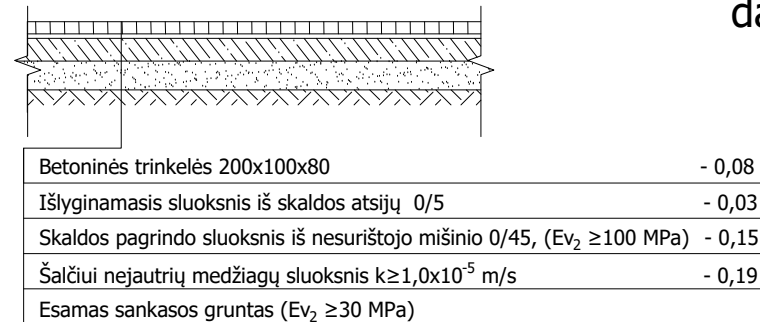 da
Betoninės trinkelės 200x100x80 - 0,08
Išlyginamasis sluoksnis iš skaldos atsijų 0/5 - 0,03
Skaldos pagrindo sluoksnis iš nesurištojo mišinio 0/45, (Ev₂ ≥100 MPa) - 0,15
Šalčiui nejautrių medžiagų sluoksnis k≥1,0x10⁻⁵ m/s - 0,19
Esamas sankasos gruntas (Ev₂ ≥30 MPa)